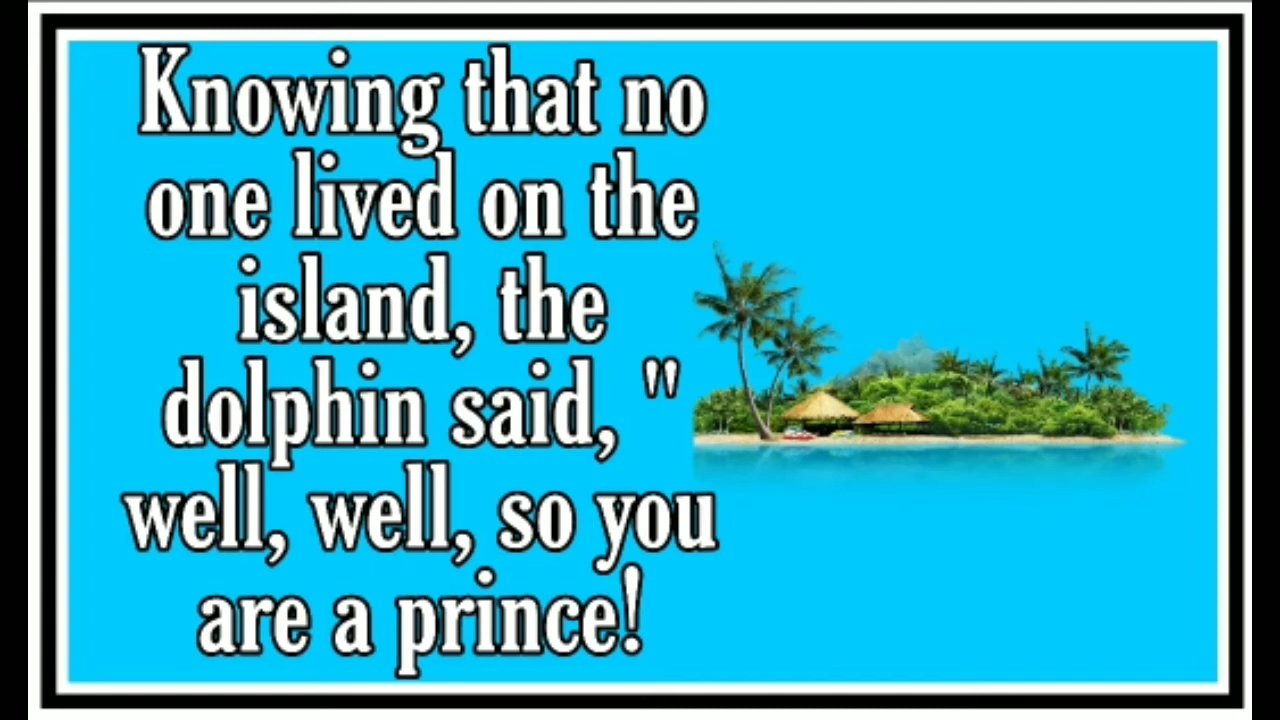 Knowing that no
one lived on the
island, the
dolphin said, "
well, well, so you
are a prince!